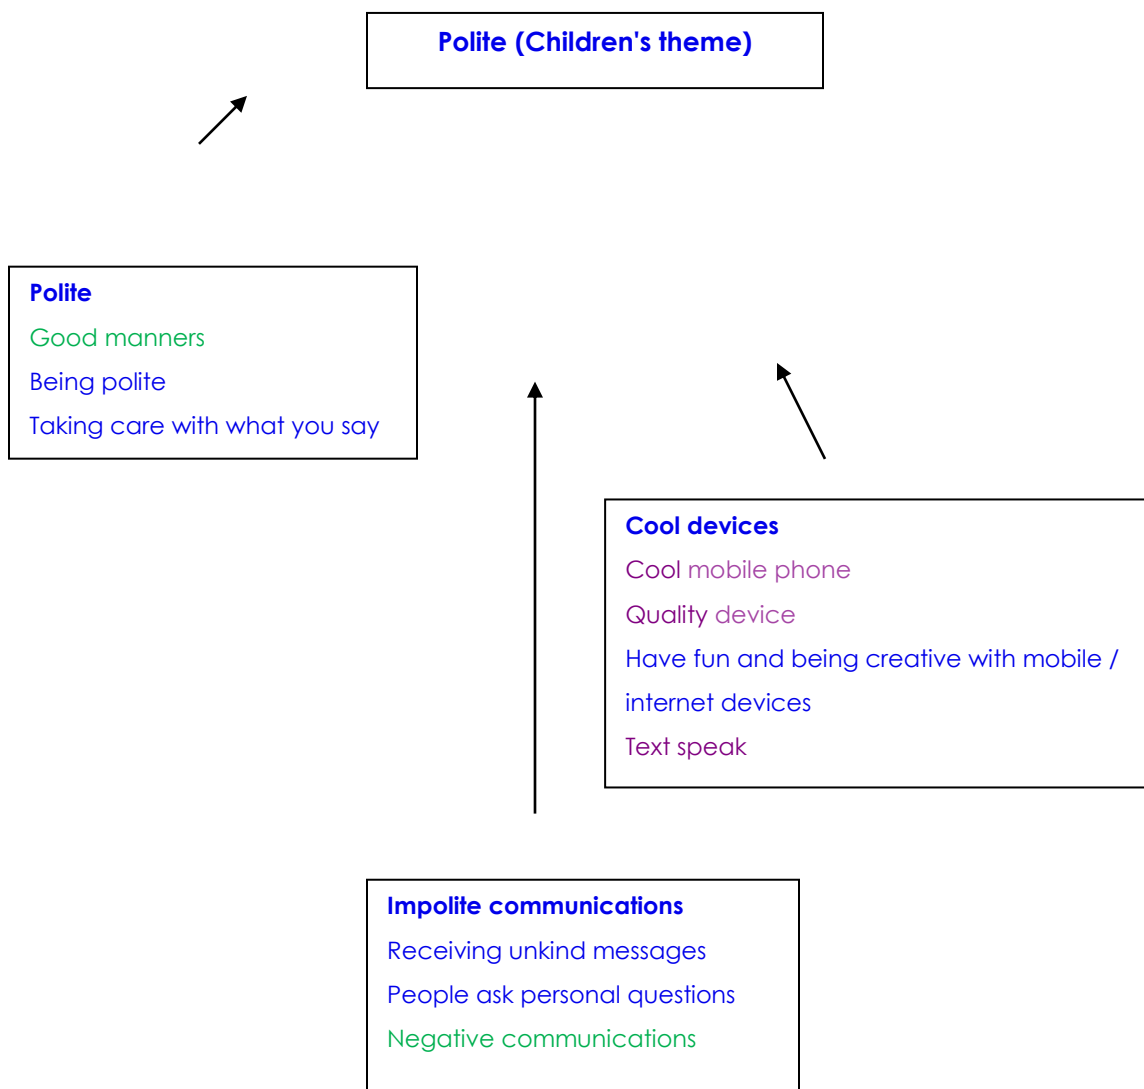 Polite (Children's theme)
Polite
Good manners
Being polite
Taking care with what you say
Cool devices
Cool mobile phone
Quality device
Have fun and being creative with mobile /
internet devices
Text speak
Impolite communications
Receiving unkind messages
People ask personal questions
Negative communications